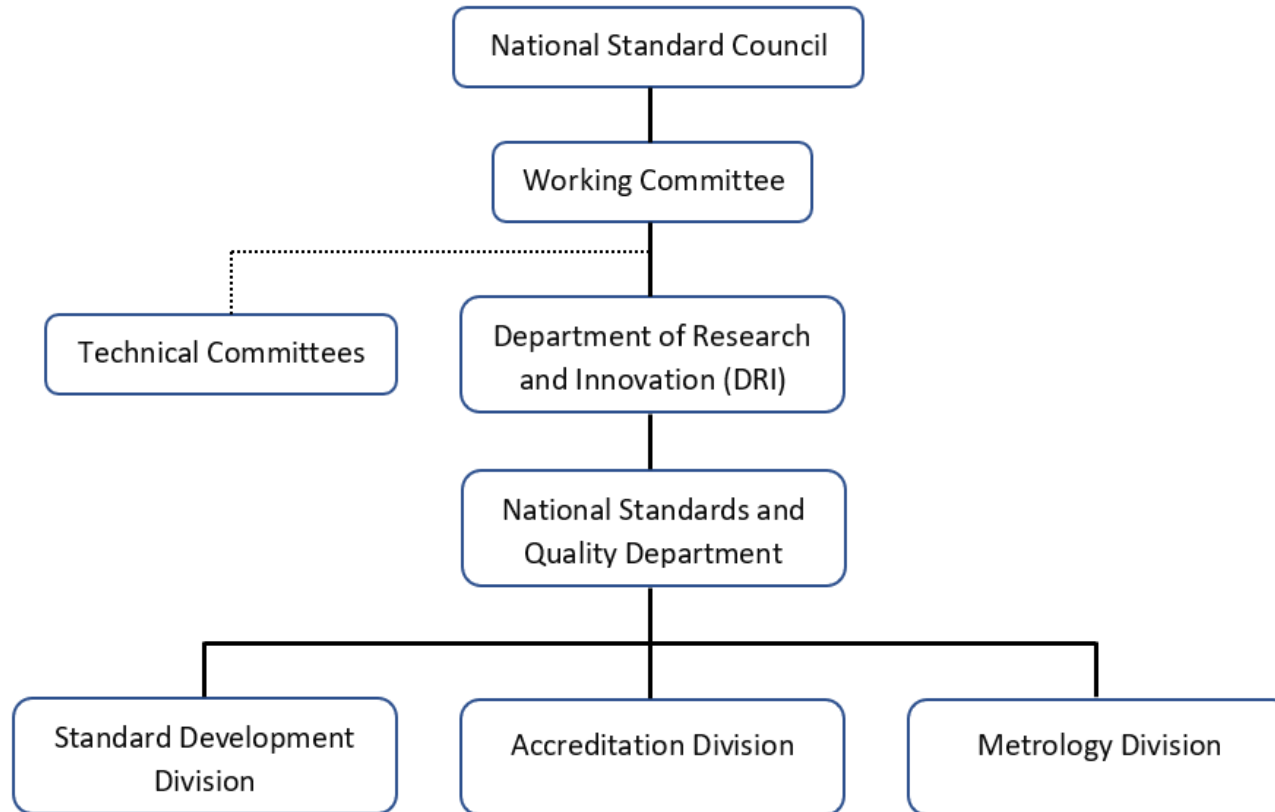 National Standard Council
Working Committee
Technical Committees
Department of Research
and Innovation (DRI)
National Standards and
Quality Department
Standard Development
Division
Accreditation Division
Metrology Division